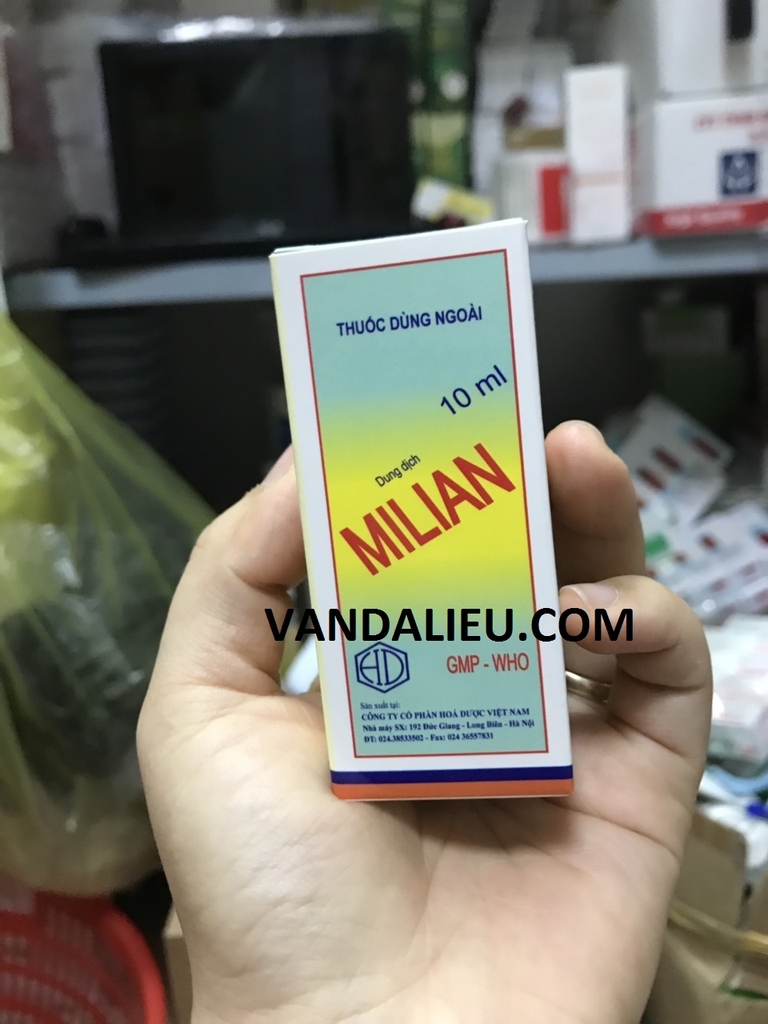 THUỐC DÙNG NGOÀI
10 ml
Dung dịch
MILIAN
VANDALIEU.COM
HD
GMP - WHO
Sản xuất tại:
CÔNG TY CỔ PHẦN HOÁ DƯỢC VIỆT NAM
Nhà máy SX: 192 Đức Giang - Long Biên - Hà Nội
ĐT: 024.38533502 - Fax: 024 36557831